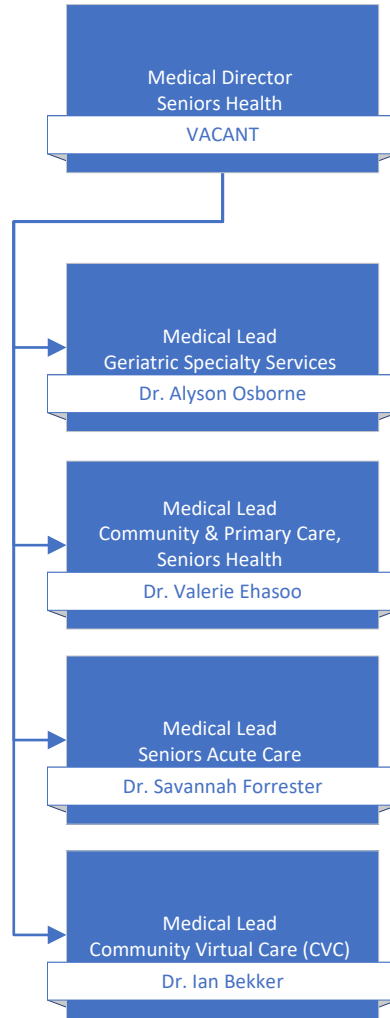 Medical Director
Seniors Health
VACANT
Medical Lead
Geriatric Specialty Services
Dr. Alyson Osborne
Medical Lead
Community & Primary Care,
Seniors Health
Dr. Valerie Ehasoo
Medical Lead
Seniors Acute Care
Dr. Savannah Forrester
Medical Lead
Community Virtual Care (CVC)
Dr. Ian Bekker